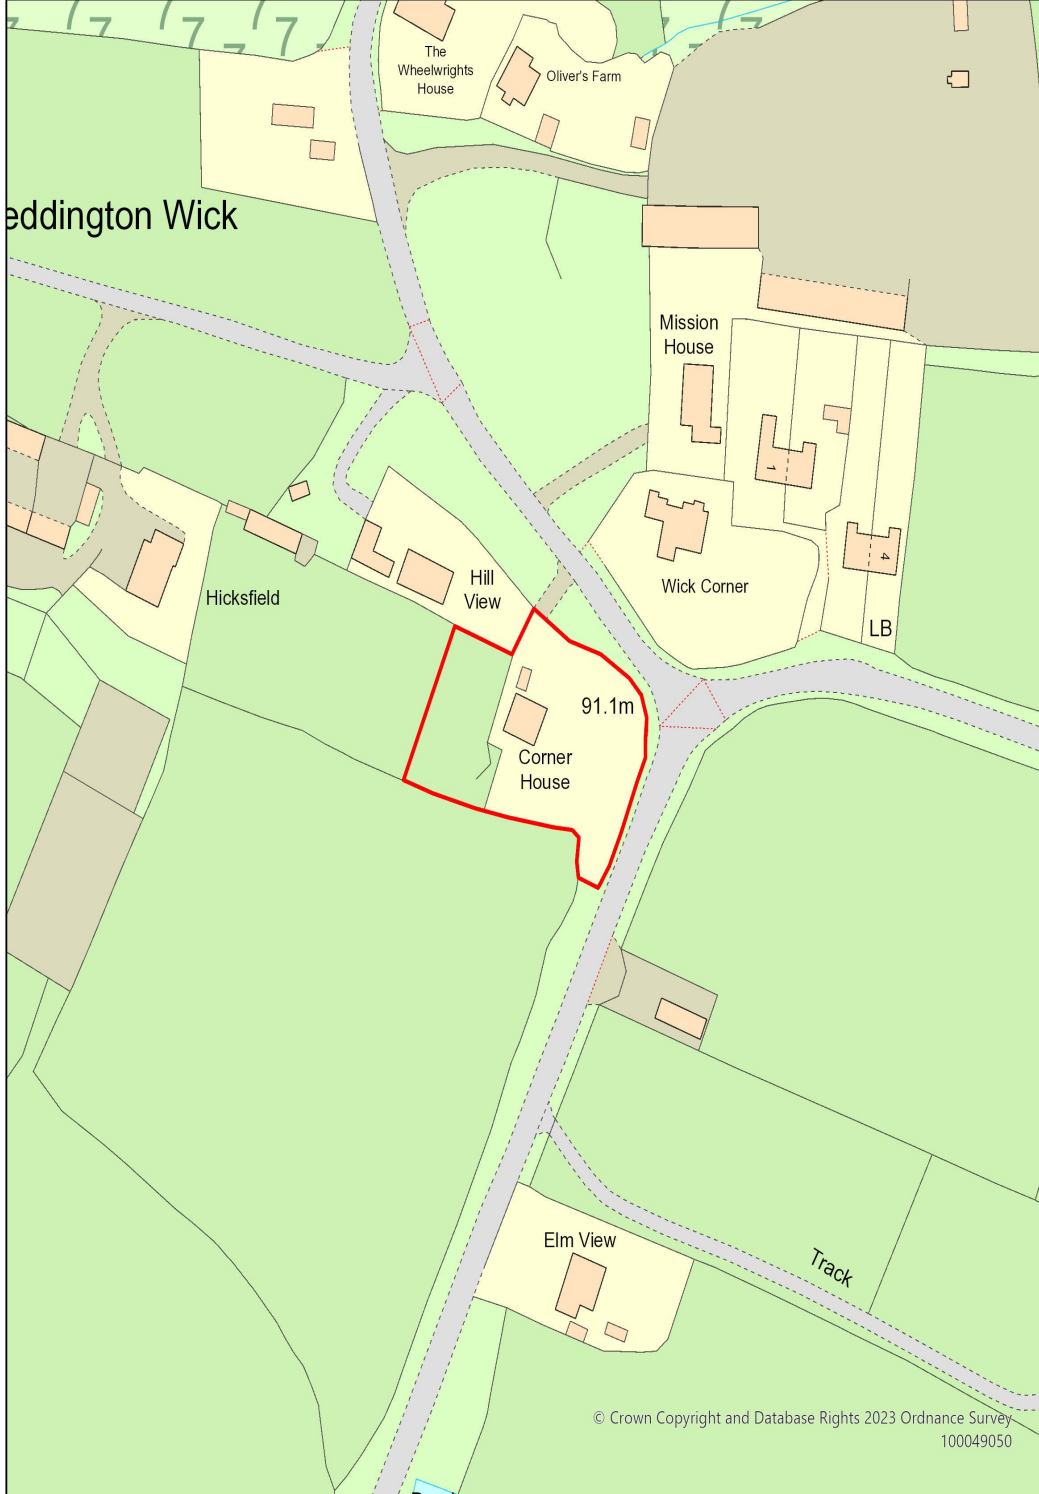 The
Wheelwrights
House
Oliver's Farm
eddington Wick
Mission
House
1
4
Hill
View
Wick Corner
Hicksfield
LB
91.1m
Corner
House
Elm View
Track
© Crown Copyright and Database Rights 2023 Ordnance Survey
100049050